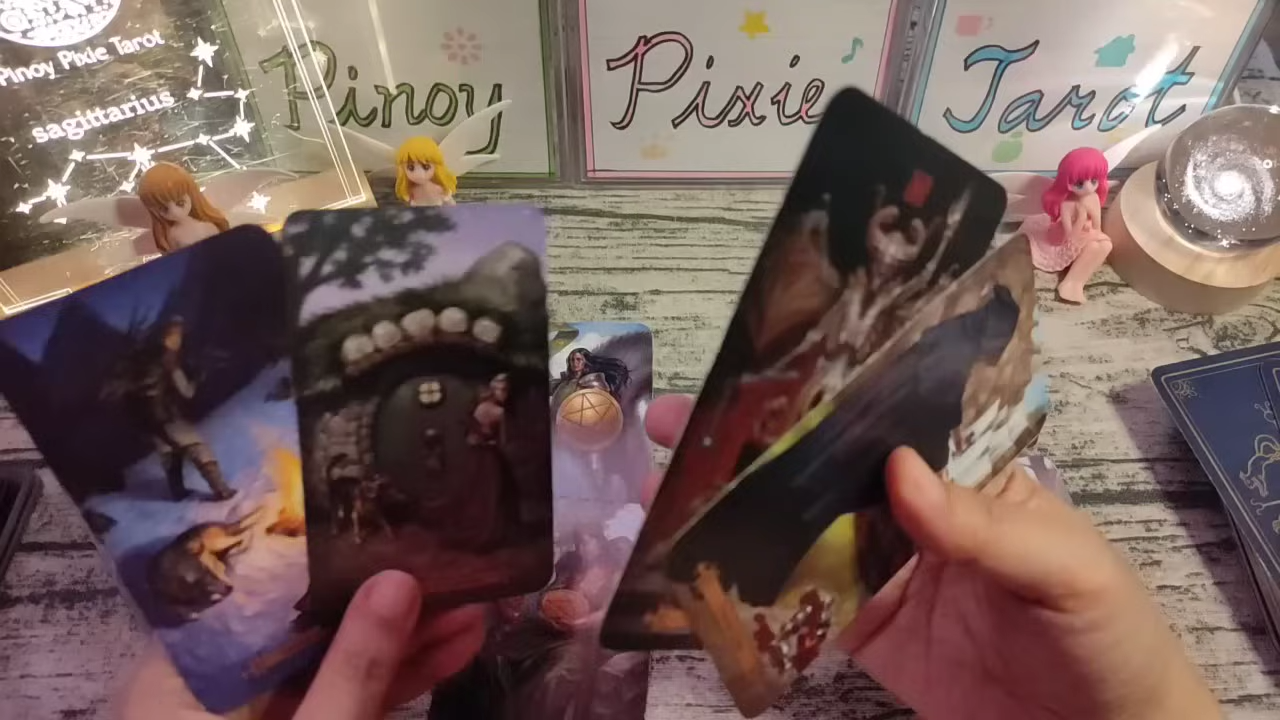 Pinoy Pixie Tarot
sagittarius
Pinoy
Pixie
Tarot